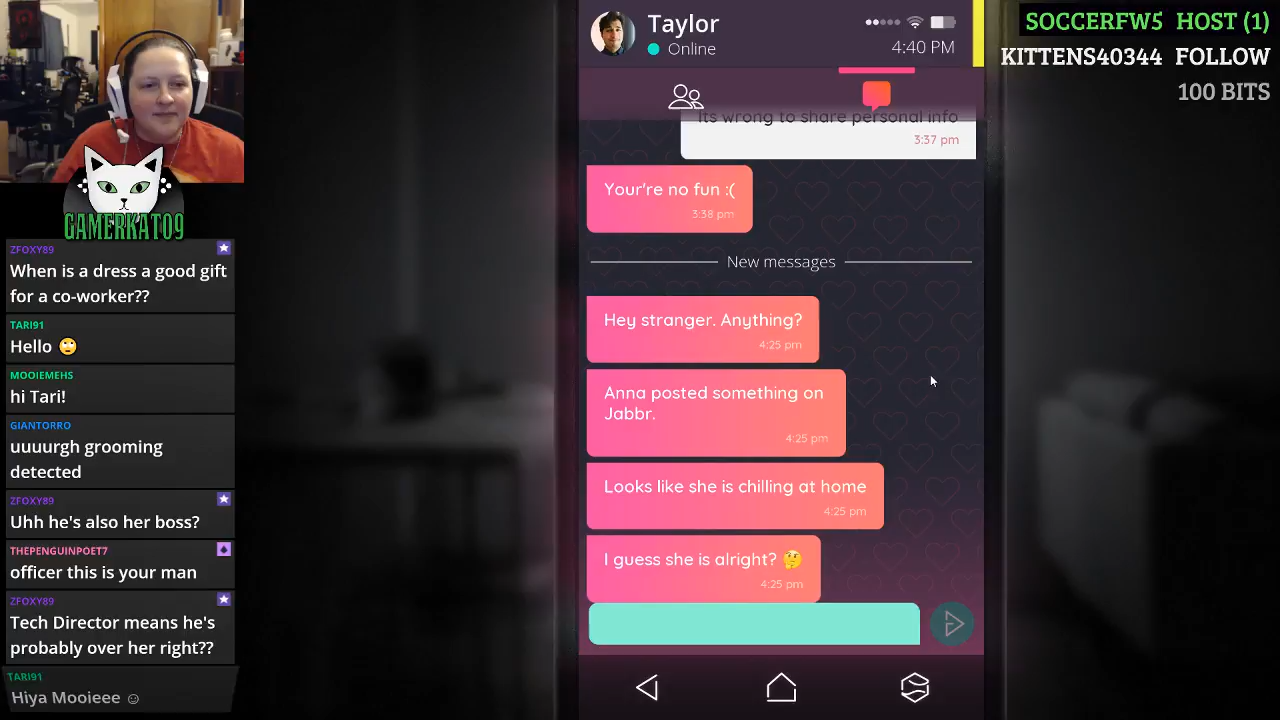 SOCCERFW5 HOST (1)
KITTENS40344 FOLLOW
100 BITS
GAMERKAT09
ZFOXY89
When is a dress a good gift
for a co-worker??
TARI91
Hello 🙄
MOOIEMEHS
hi Tari!
GIANTORRO
uuuurgh grooming
detected
ZFOXY89
Uhh he's also her boss?
THEPENGUINPOET7
officer this is your man
ZFOXY89
Tech Director means he's
probably over her right??
TARI91
Hiya Mooieee ☺
Taylor
Online
4:40 PM
Its wrong to share personal info
3:37 pm
Your're no fun :(
3:38 pm
New messages
Hey stranger. Anything?
4:25 pm
Anna posted something on
Jabbr.
4:25 pm
Looks like she is chilling at home
4:25 pm
I guess she is alright? 🤔
4:25 pm